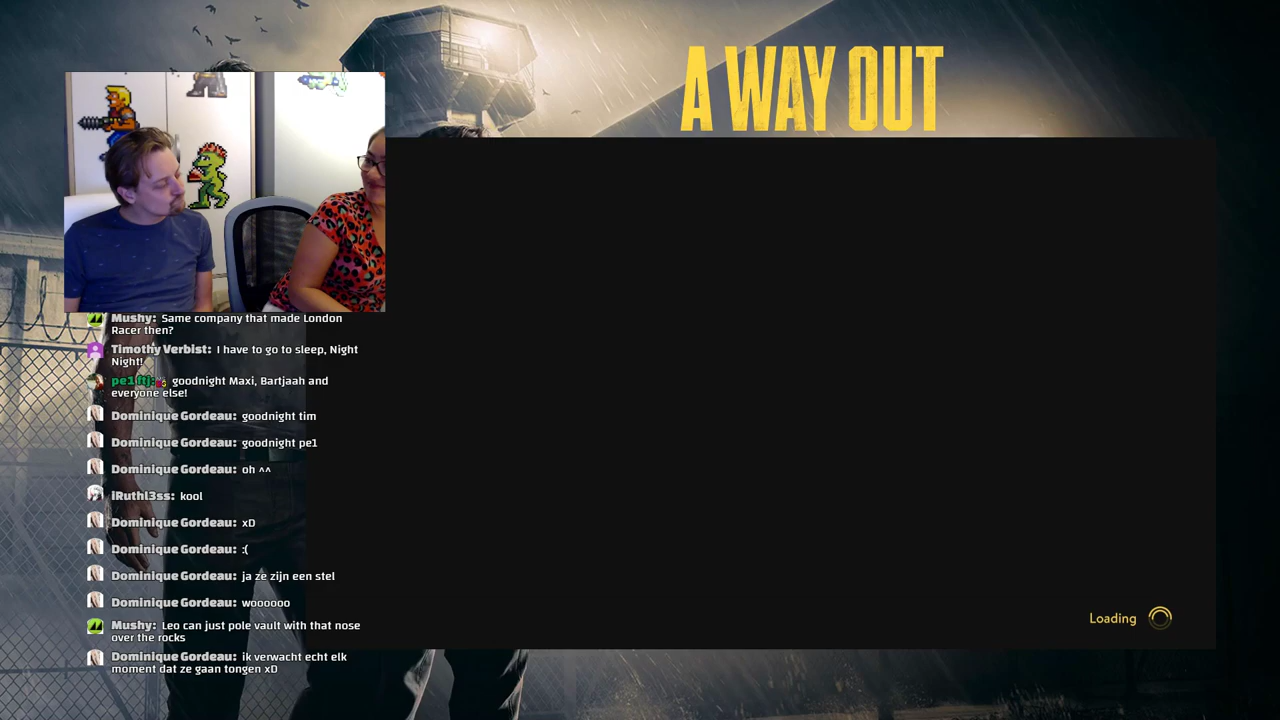 A WAY OUT
Mushy: Same company that made London
Racer then?
Timothy Verbist: I have to go to sleep, Night
Night!
pe1ftj: goodnight Maxi, Bartjaah and
everyone else!
Dominique Gordeau: goodnight tim
Dominique Gordeau: goodnight pe1
Dominique Gordeau: oh ^^
iRuthl3ss: kool
Dominique Gordeau: xD
Dominique Gordeau: :(
Dominique Gordeau: ja ze zijn een stel
Dominique Gordeau: woooooo
Mushy: Leo can just pole vault with that nose
over the rocks
Dominique Gordeau: ik verwacht echt elk
moment dat ze gaan tongen xD
Loading